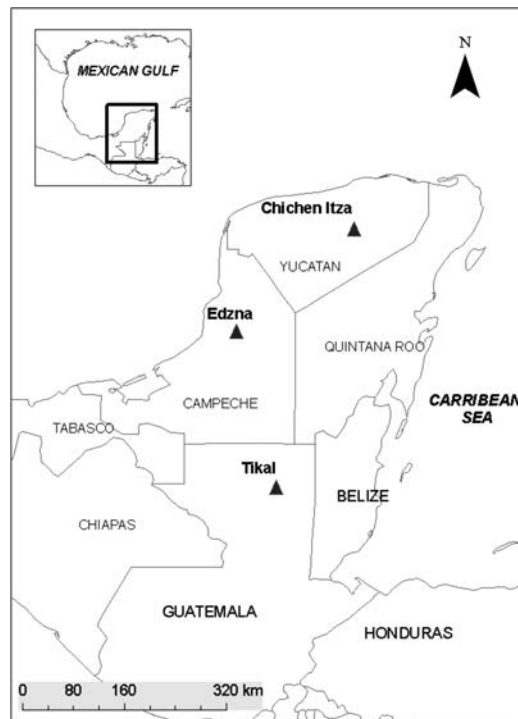 MEXICAN GULF
N
Chichen Itza
YUCATAN
Edzna
QUINTANA ROO
CAMPECHE
CARRIBEAN
SEA
TABASCO
Tikal
BELIZE
CHIAPAS
GUATEMALA
HONDURAS
0 80 160 320 km